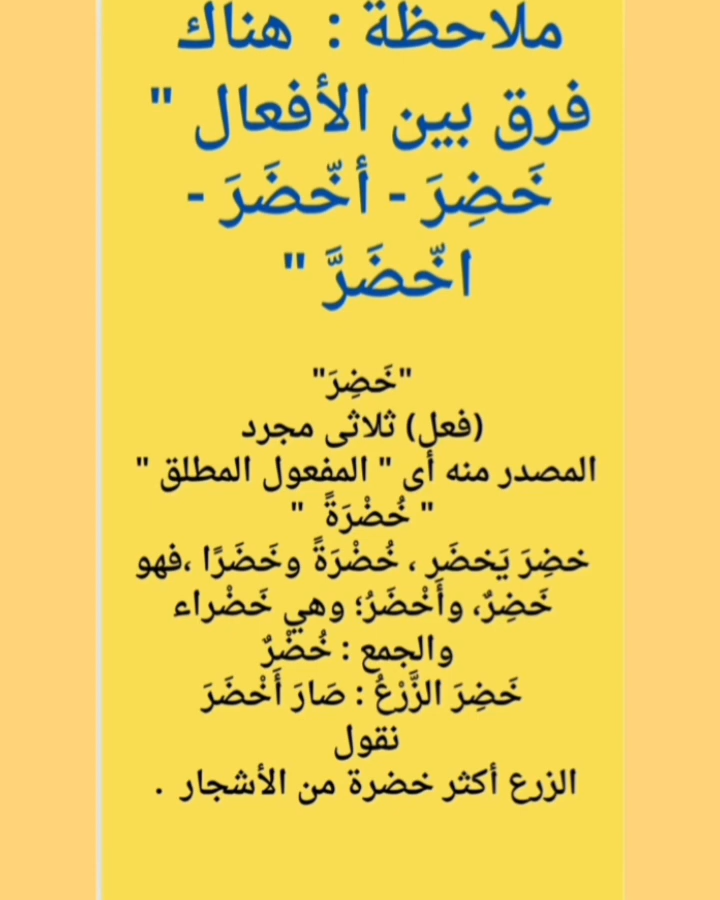 ملاحظة : هناك
فرق بين الأفعال "
خَضِرَ - أخّضَرَ -
اخّضَرَّ "
"خَضِرَ"
(فعل) ثلاثى مجرد
المصدر منه أى " المفعول المطلق "
" خُضْرَةً "
خضِرَ يَخضَر ، خُضْرَةً وخَضَرًا ،فهو
خَضِرٌ، وأَخْضَرُ؛ وهي خَضْراء
والجمع : خُضْرٌ
خَضِرَ الزَّرْعُ : صَارَ أَخْضَرَ
نقول
الزرع أكثر خضرة من الأشجار .